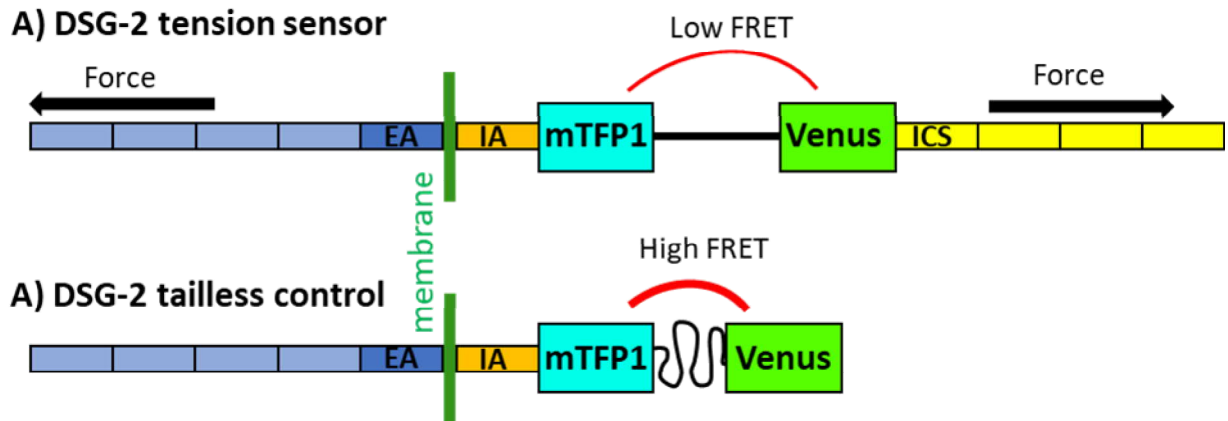 A) DSG-2 tension sensor
Low FRET
Force
Force
EA
IA
mTFP1
Venus
ICS
membrane
High FRET
A) DSG-2 tailless control
EA
IA
mTFP1
Venus